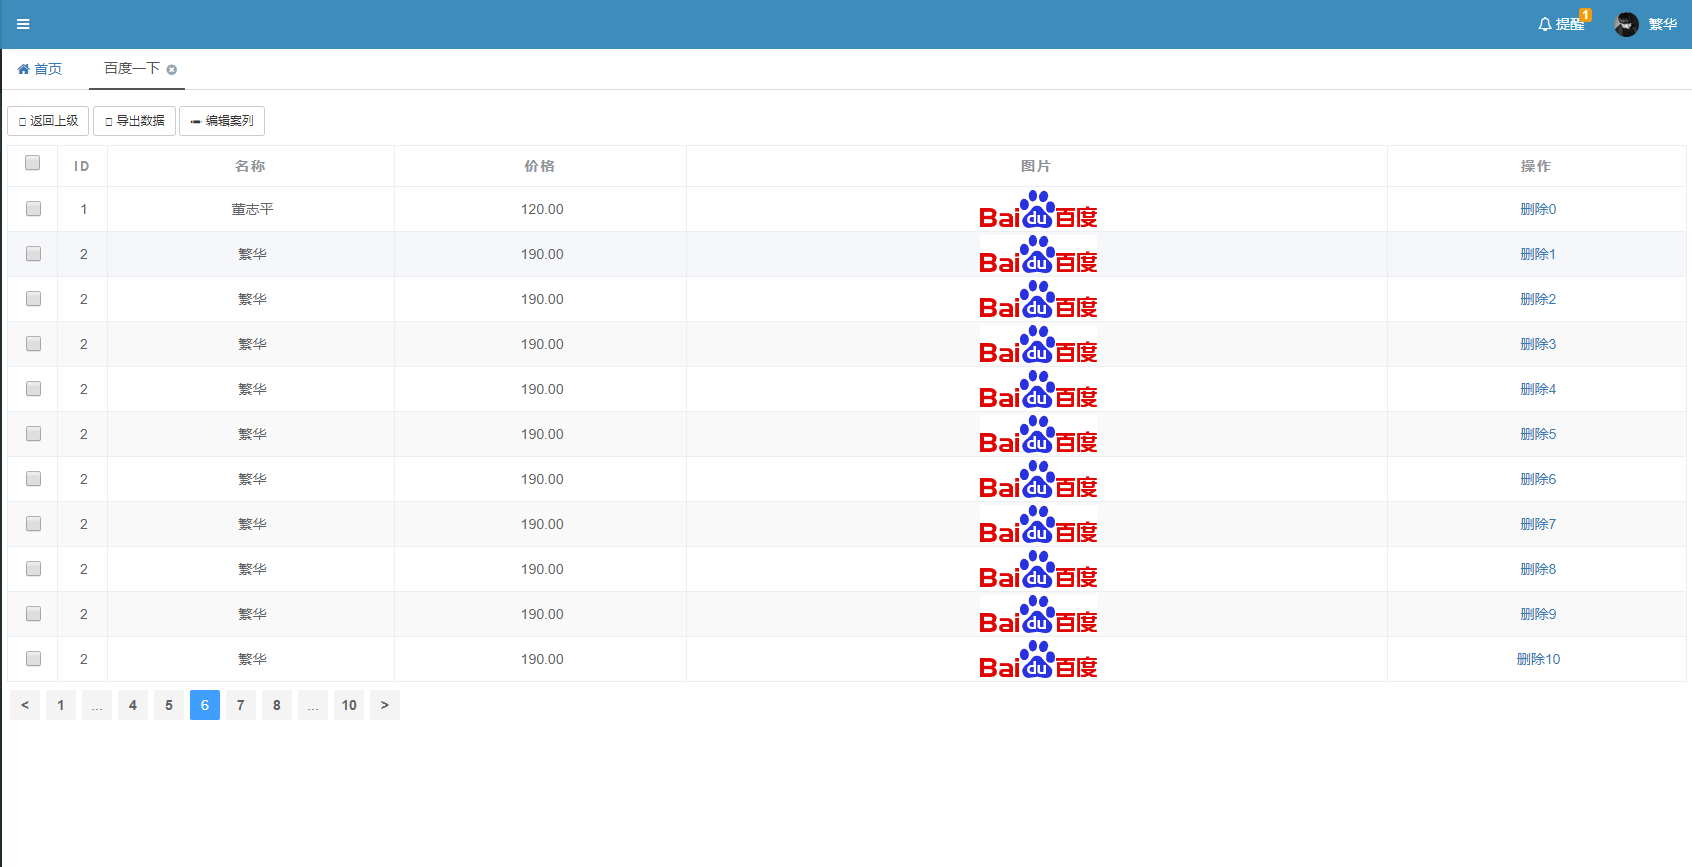 提醒 1 繁华
首页 百度一下
返回上级 导出数据 编辑案列
ID 名称 价格 图片 操作
1 董志平 120.00 Bai du 百度 删除0
2 繁华 190.00 Bai du 百度 删除1
2 繁华 190.00 Bai du 百度 删除2
2 繁华 190.00 Bai du 百度 删除3
2 繁华 190.00 Bai du 百度 删除4
2 繁华 190.00 Bai du 百度 删除5
2 繁华 190.00 Bai du 百度 删除6
2 繁华 190.00 Bai du 百度 删除7
2 繁华 190.00 Bai du 百度 删除8
2 繁华 190.00 Bai du 百度 删除9
2 繁华 190.00 Bai du 百度 删除10
< 1 ... 4 5 6 7 8 ... 10 >